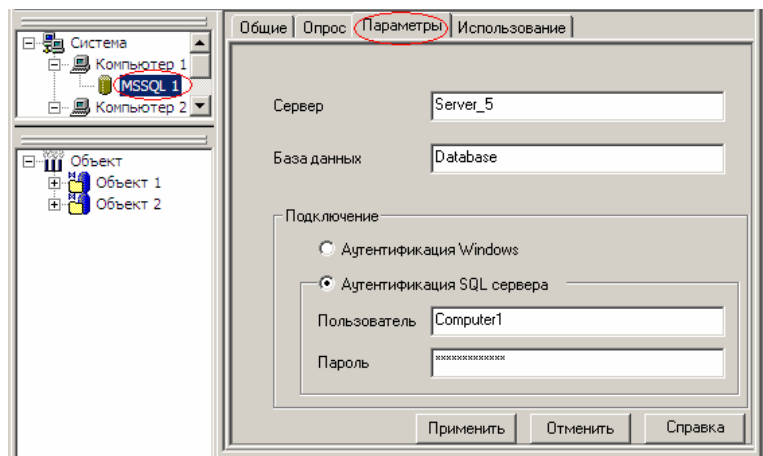 Система
Компьютер 1
MSSQL 1
Компьютер 2
Объект
Объект 1
Объект 2
Общие Опрос Параметры Использование
Сервер Server_5
База данных Database
Подключение
Аутентификация Windows
Аутентификация SQL сервера
Пользователь Computer1
Пароль *************
Применить Отменить Справка